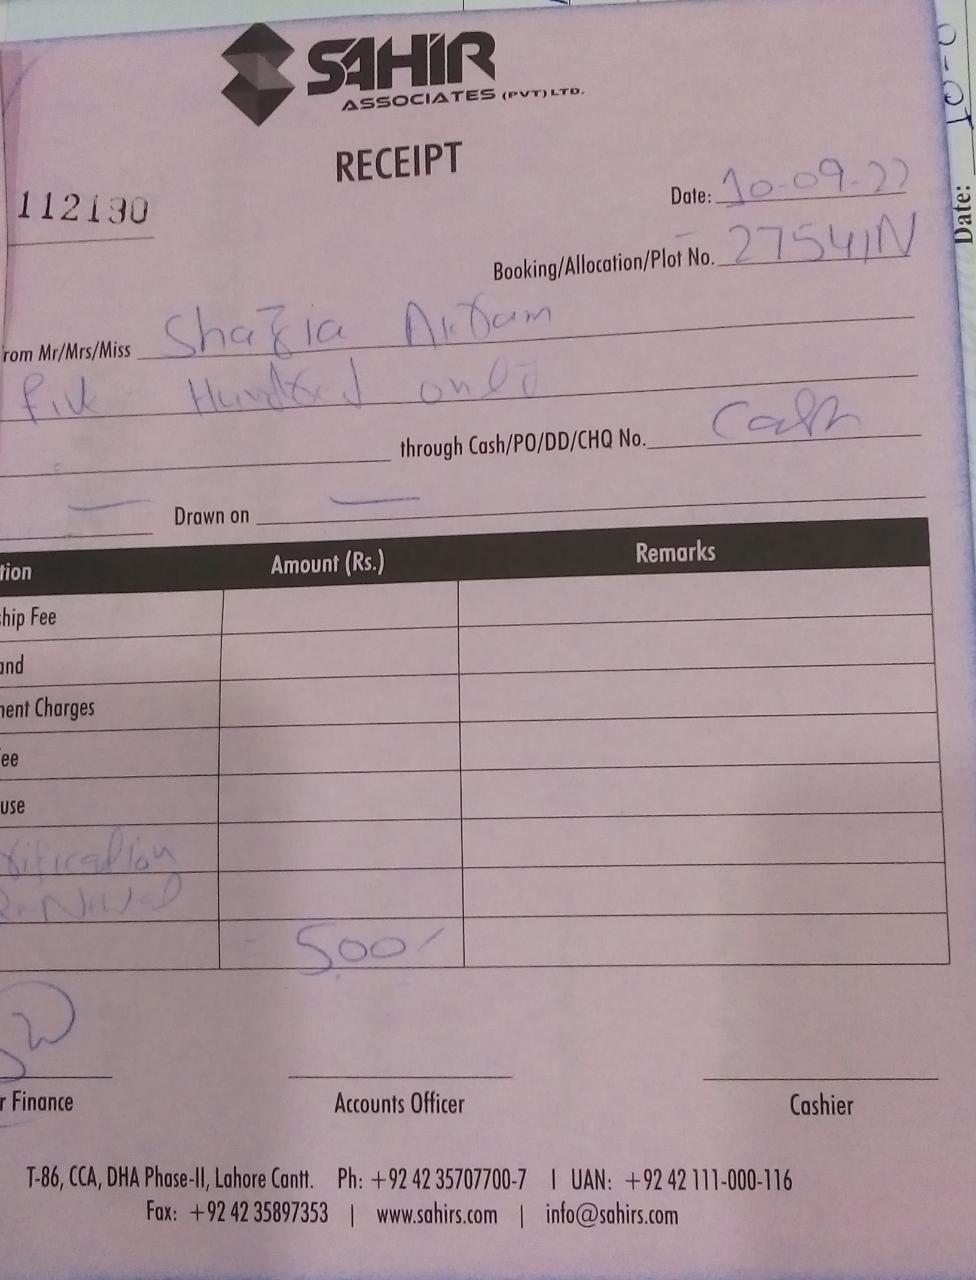 SAHIR
ASSOCIATES (PVT) LTD.
RECEIPT
112130
Date: 10-09-22
Booking/Allocation/Plot No. 2754/N
rom Mr/Mrs/Miss Shazia Akram
five Hundred only
through Cash/PO/DD/CHQ No. Cash
Drawn on
tion Amount (Rs.) Remarks
hip Fee
and
ment Charges
ee
use
500/
r Finance Accounts Officer Cashier
T-86, CCA, DHA Phase-II, Lahore Cantt. Ph: +92 42 35707700-7 | UAN: +92 42 111-000-116
Fax: +92 42 35897353 | www.sahirs.com | info@sahirs.com
Date: